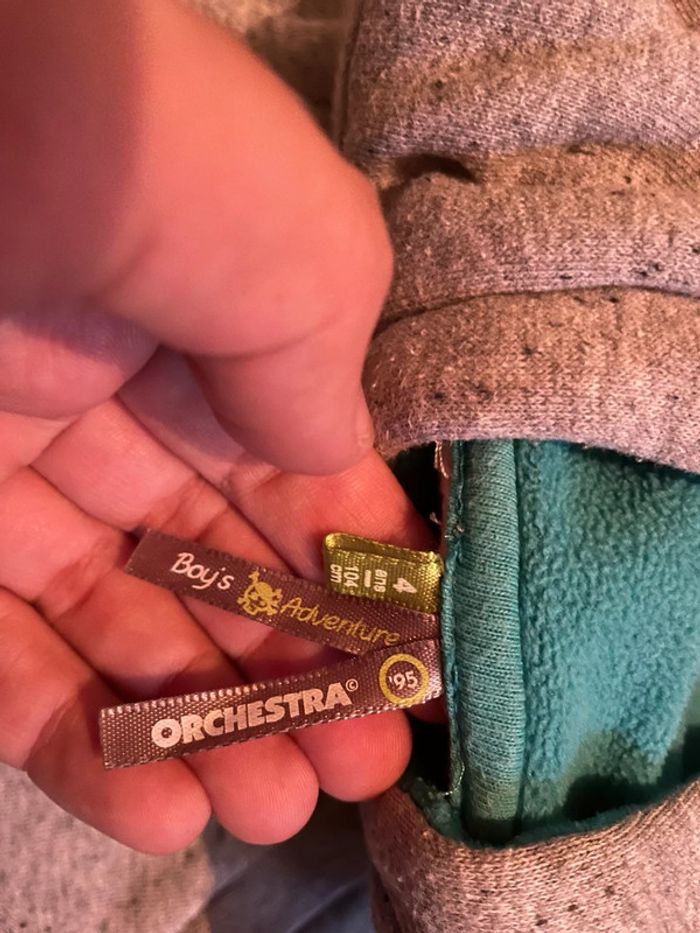 Boy's Adventure
4
ans
104
cm
ORCHESTRA© '95